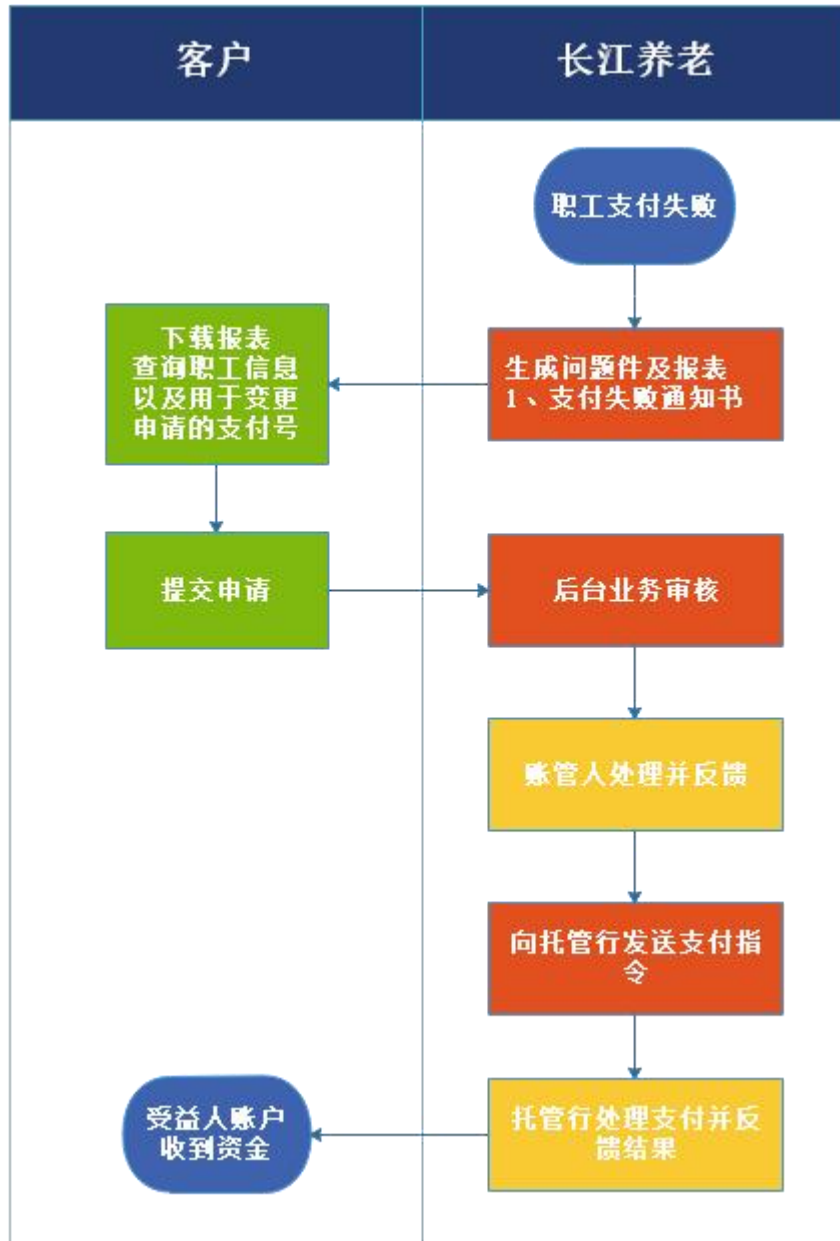 客户
长江养老
职工支付失败
下载报表
查询职工信息
以及用于变更
申请的支付号
生成问题件及报表
1、支付失败通知书
提交申请
后台业务审核
账管人处理并反馈
向托管行发送支付指
令
托管行处理支付并反
馈结果
受益人账户
收到资金